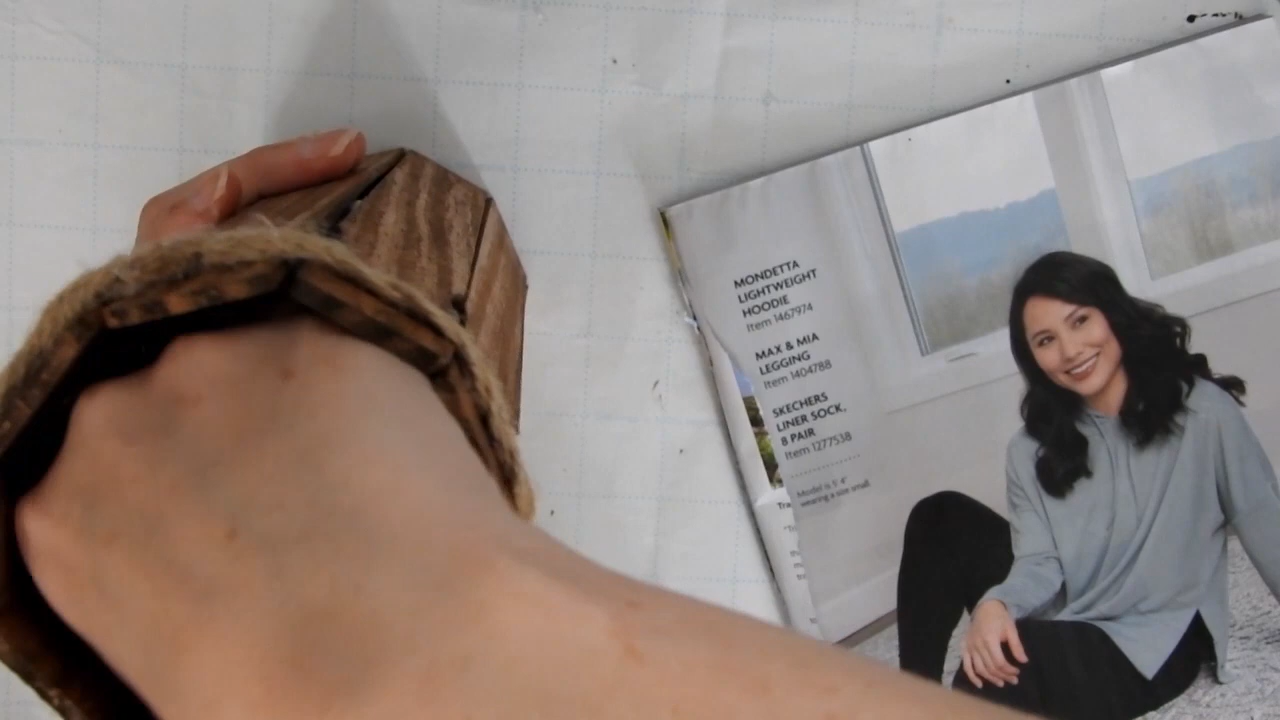 MONDETTA
LIGHTWEIGHT
HOODIE
Item 1467974
MAX & MIA
LEGGING
Item 1404788
SKECHERS
LINER SOCK,
8 PAIR
Item 1277538
Model is 5' 4"
wearing a size small.
Tra